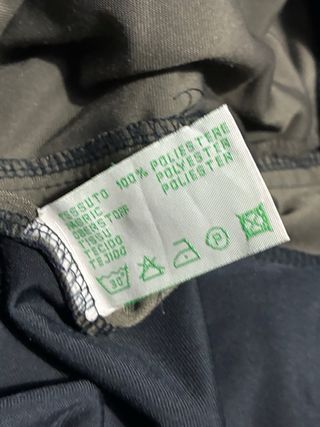 TESSUTO 100% POLIESTERE
FABRIC POLYESTER
OBERSTOFF POLIESTER
TISSU
TECIDO
TEJIDO
30°
P